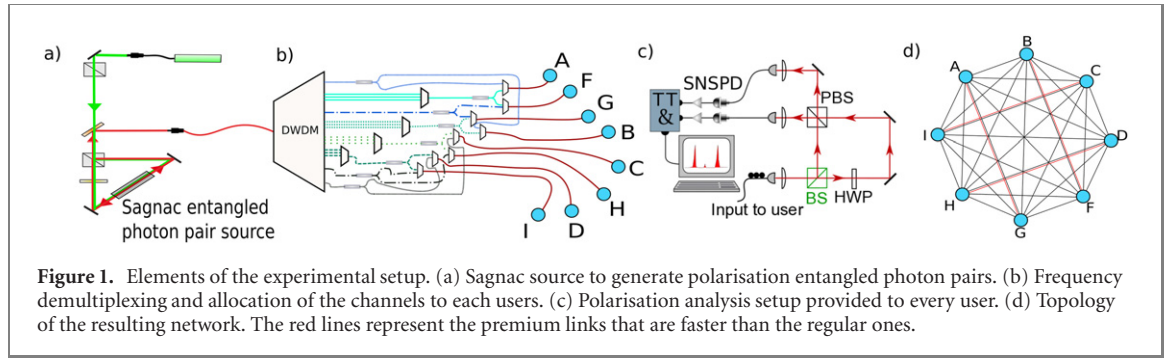 a)
b)
c)
d)
Sagnac entangled
photon pair source
DWDM
A
F
G
B
C
H
D
I
SNSPD
TT
&
PBS
BS
HWP
Input to user
B
A
C
I
D
H
F
G
Figure 1. Elements of the experimental setup. (a) Sagnac source to generate polarisation entangled photon pairs. (b) Frequency
demultiplexing and allocation of the channels to each users. (c) Polarisation analysis setup provided to every user. (d) Topology
of the resulting network. The red lines represent the premium links that are faster than the regular ones.